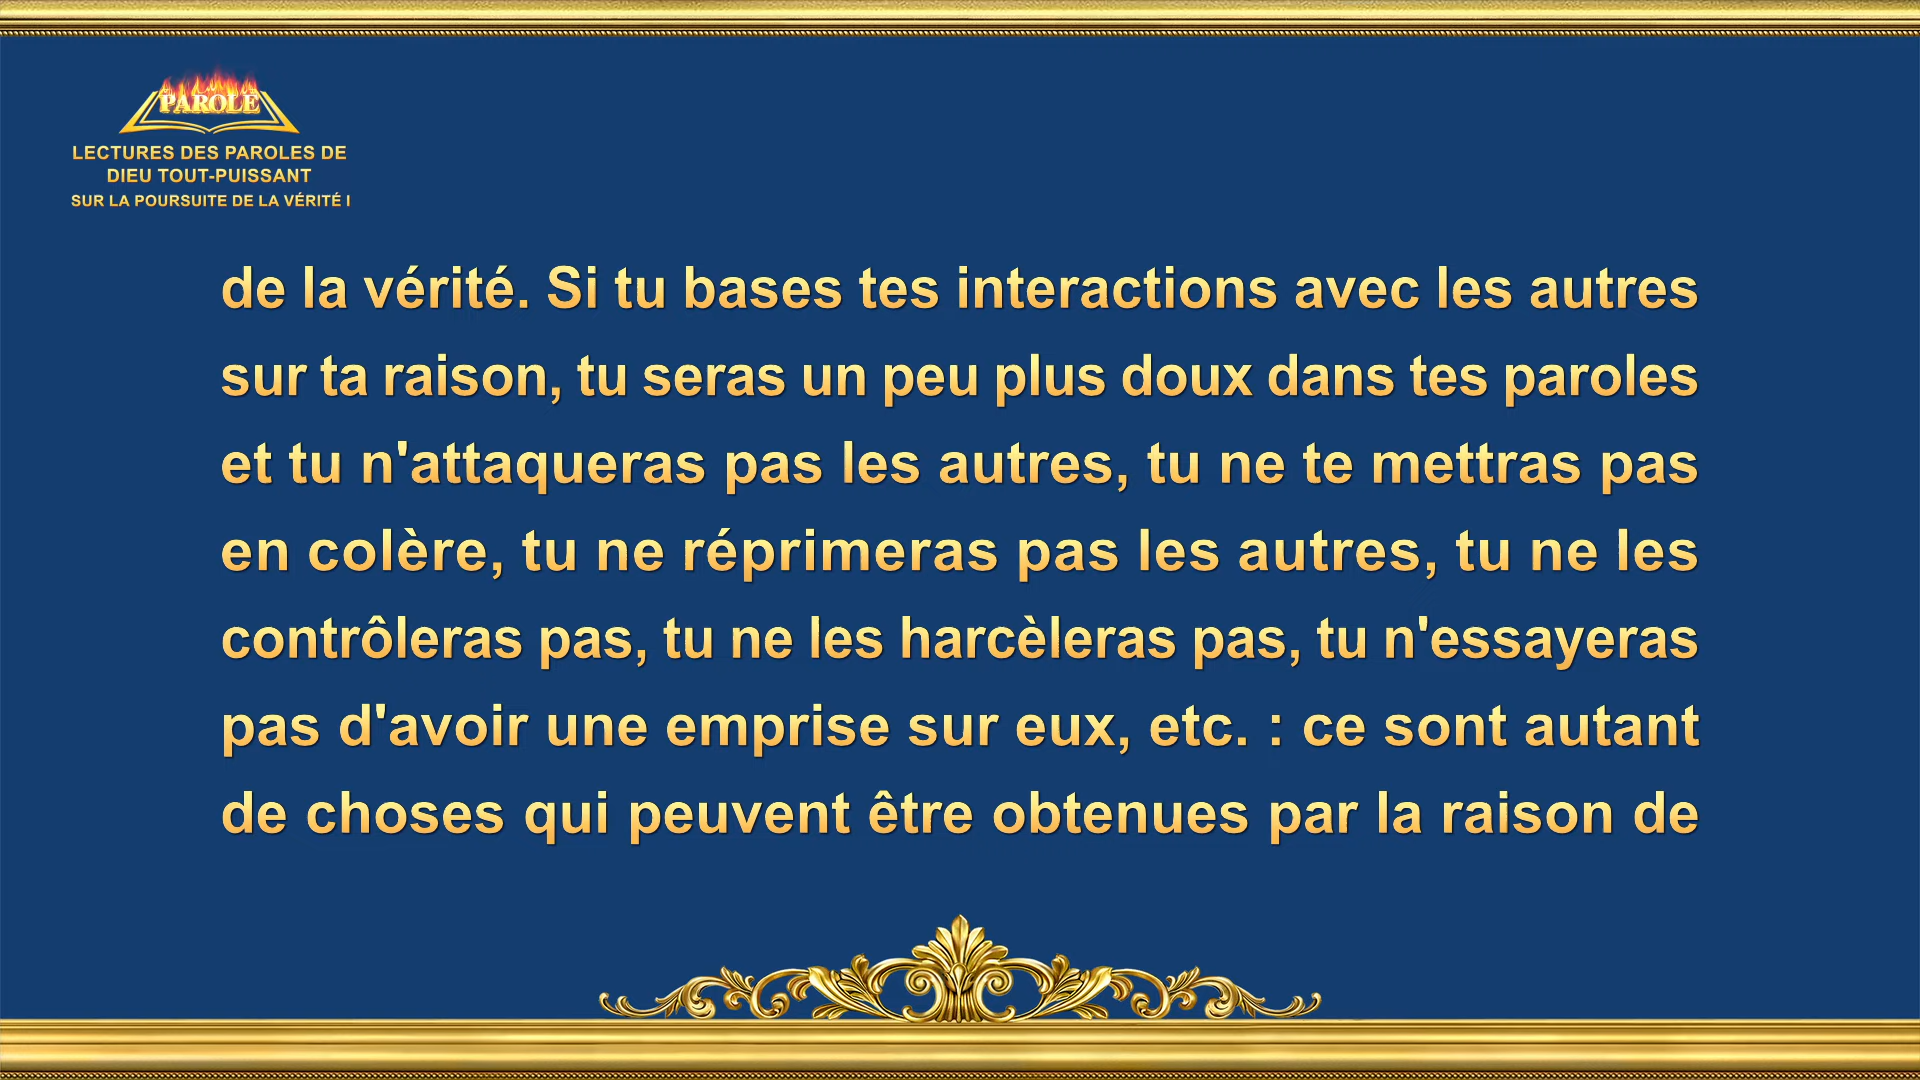 PAROLE
LECTURES DES PAROLES DE
DIEU TOUT-PUISSANT
SUR LA POURSUITE DE LA VÉRITÉ I
de la vérité. Si tu bases tes interactions avec les autres
sur ta raison, tu seras un peu plus doux dans tes paroles
et tu n'attaqueras pas les autres, tu ne te mettras pas
en colère, tu ne réprimeras pas les autres, tu ne les
contrôleras pas, tu ne les harcèleras pas, tu n'essayeras
pas d'avoir une emprise sur eux, etc. : ce sont autant
de choses qui peuvent être obtenues par la raison de